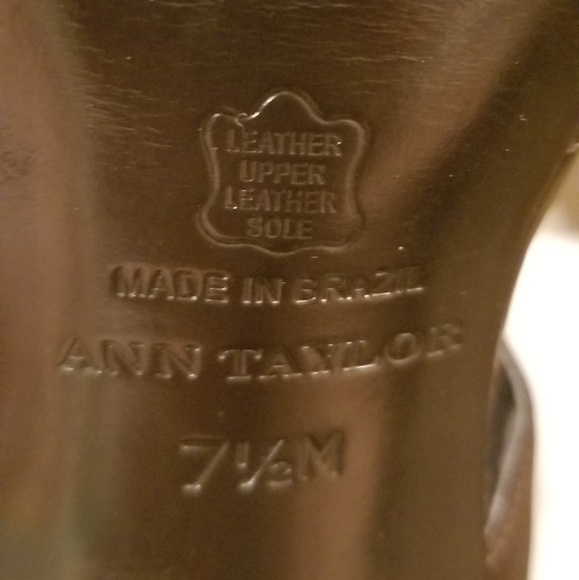 LEATHER
UPPER
LEATHER
SOLE
MADE IN BRAZIL
ANN TAYLOR
7½M